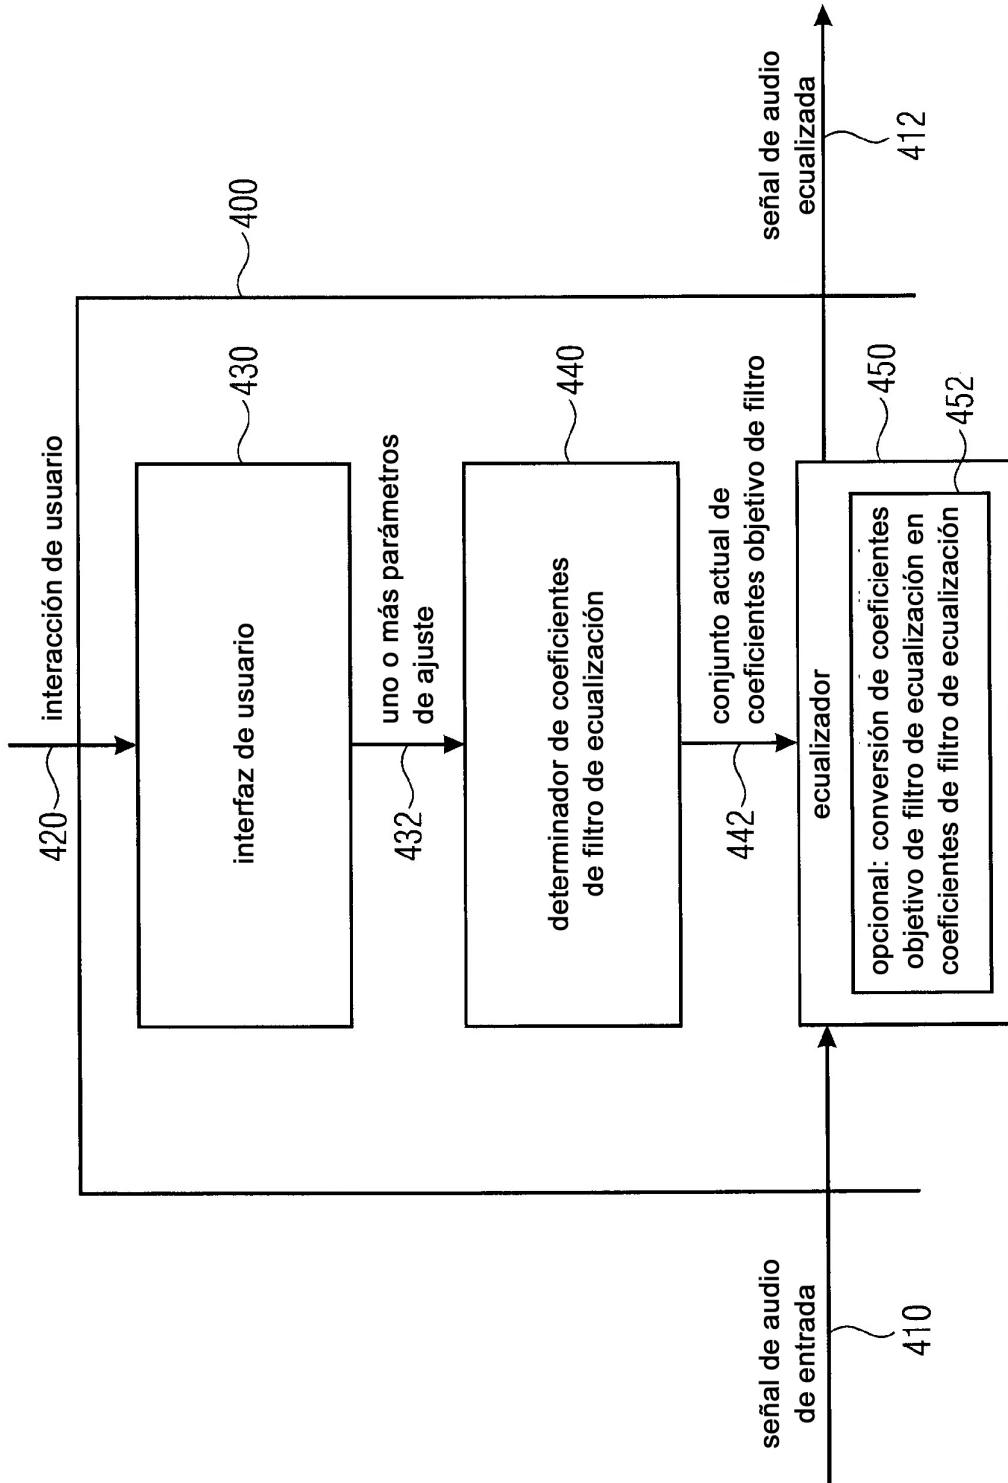 interacción de usuario
420
400
interfaz de usuario
430
uno o más parámetros
de ajuste
432
determinador de coeficientes
de filtro de ecualización
440
conjunto actual de
coeficientes objetivo de filtro
442
señal de audio
de entrada
410
ecualizador
450
opcional: conversión de coeficientes
objetivo de filtro de ecualización en
coeficientes de filtro de ecualización
452
señal de audio
ecualizada
412